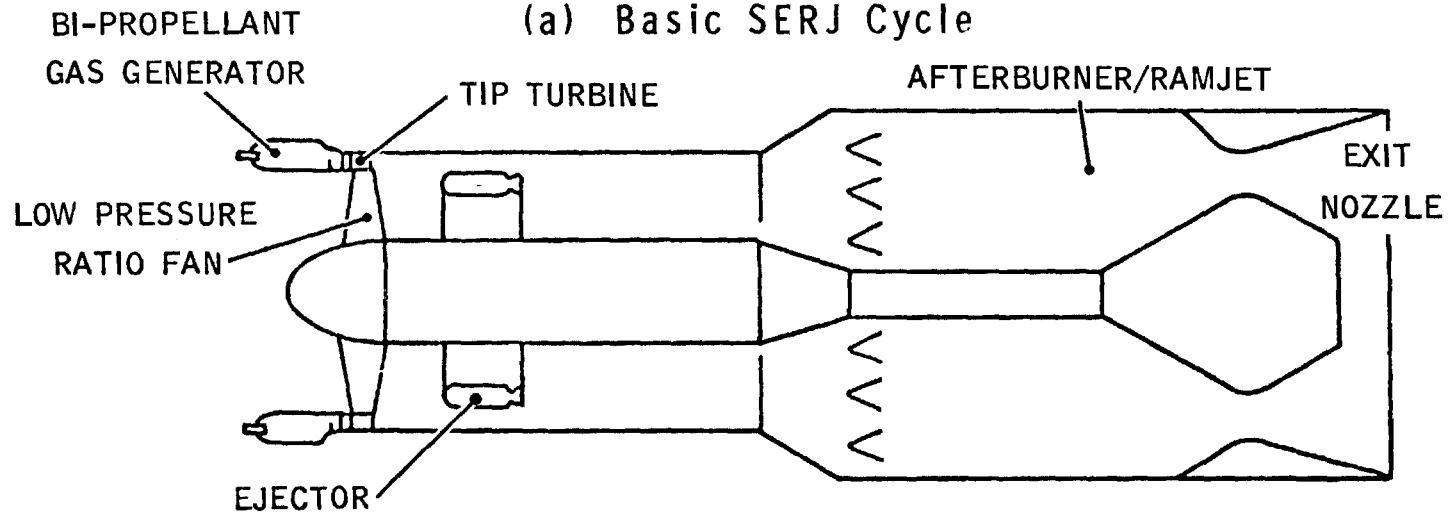 (a) Basic SERJ Cycle
BI-PROPELLANT
GAS GENERATOR
TIP TURBINE
AFTERBURNER/RAMJET
EXIT
NOZZLE
LOW PRESSURE
RATIO FAN
EJECTOR